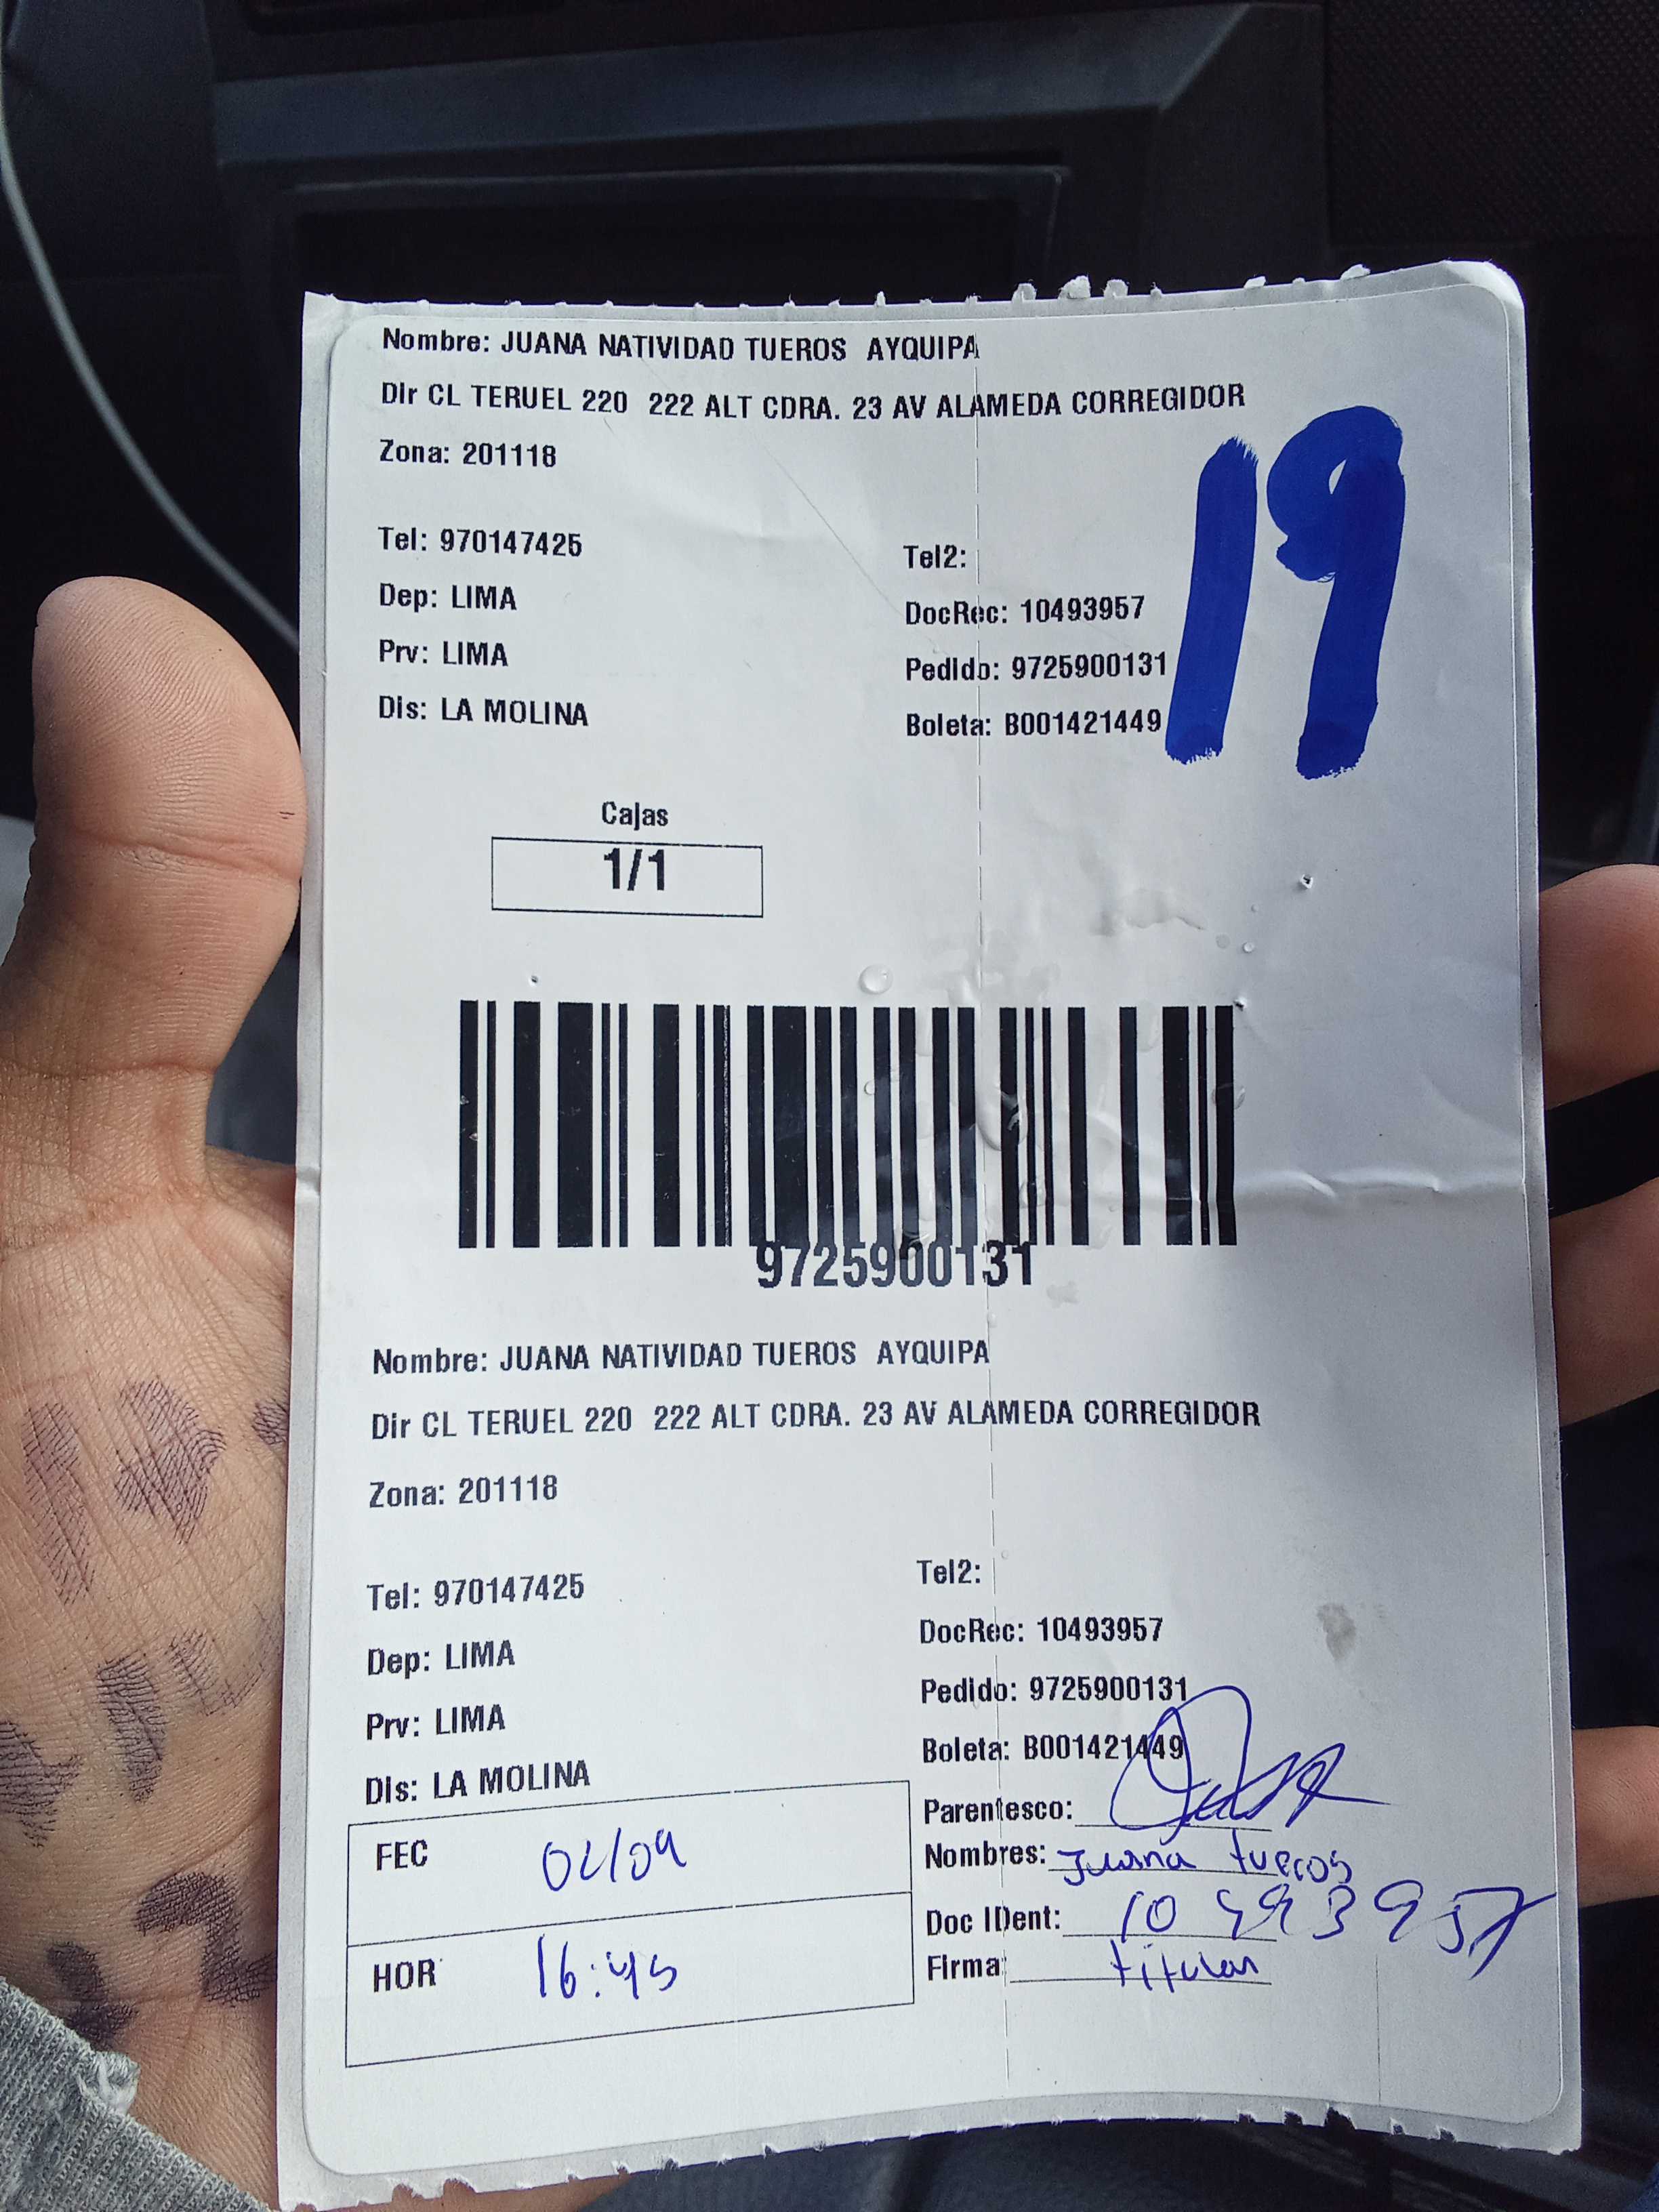 Nombre: JUANA NATIVIDAD TUEROS AYQUIPA
Dir CL TERUEL 220 222 ALT CDRA. 23 AV ALAMEDA CORREGIDOR
Zona: 201118
19
Tel: 970147425
Tel2:
Dep: LIMA
DocRec: 10493957
Prv: LIMA
Pedido: 9725900131
Dis: LA MOLINA
Boleta: B001421449
Cajas
1/1
9725900131
Nombre: JUANA NATIVIDAD TUEROS AYQUIPA
Dir CL TERUEL 220 222 ALT CDRA. 23 AV ALAMEDA CORREGIDOR
Zona: 201118
Tel: 970147425
Tel2:
Dep: LIMA
DocRec: 10493957
Prv: LIMA
Pedido: 9725900131
Dis: LA MOLINA
Boleta: B001421449
Parentesco:
FEC
Nombres: Juana tueros
Doc IDent: 10493957
HOR 16:45
Firma: titular